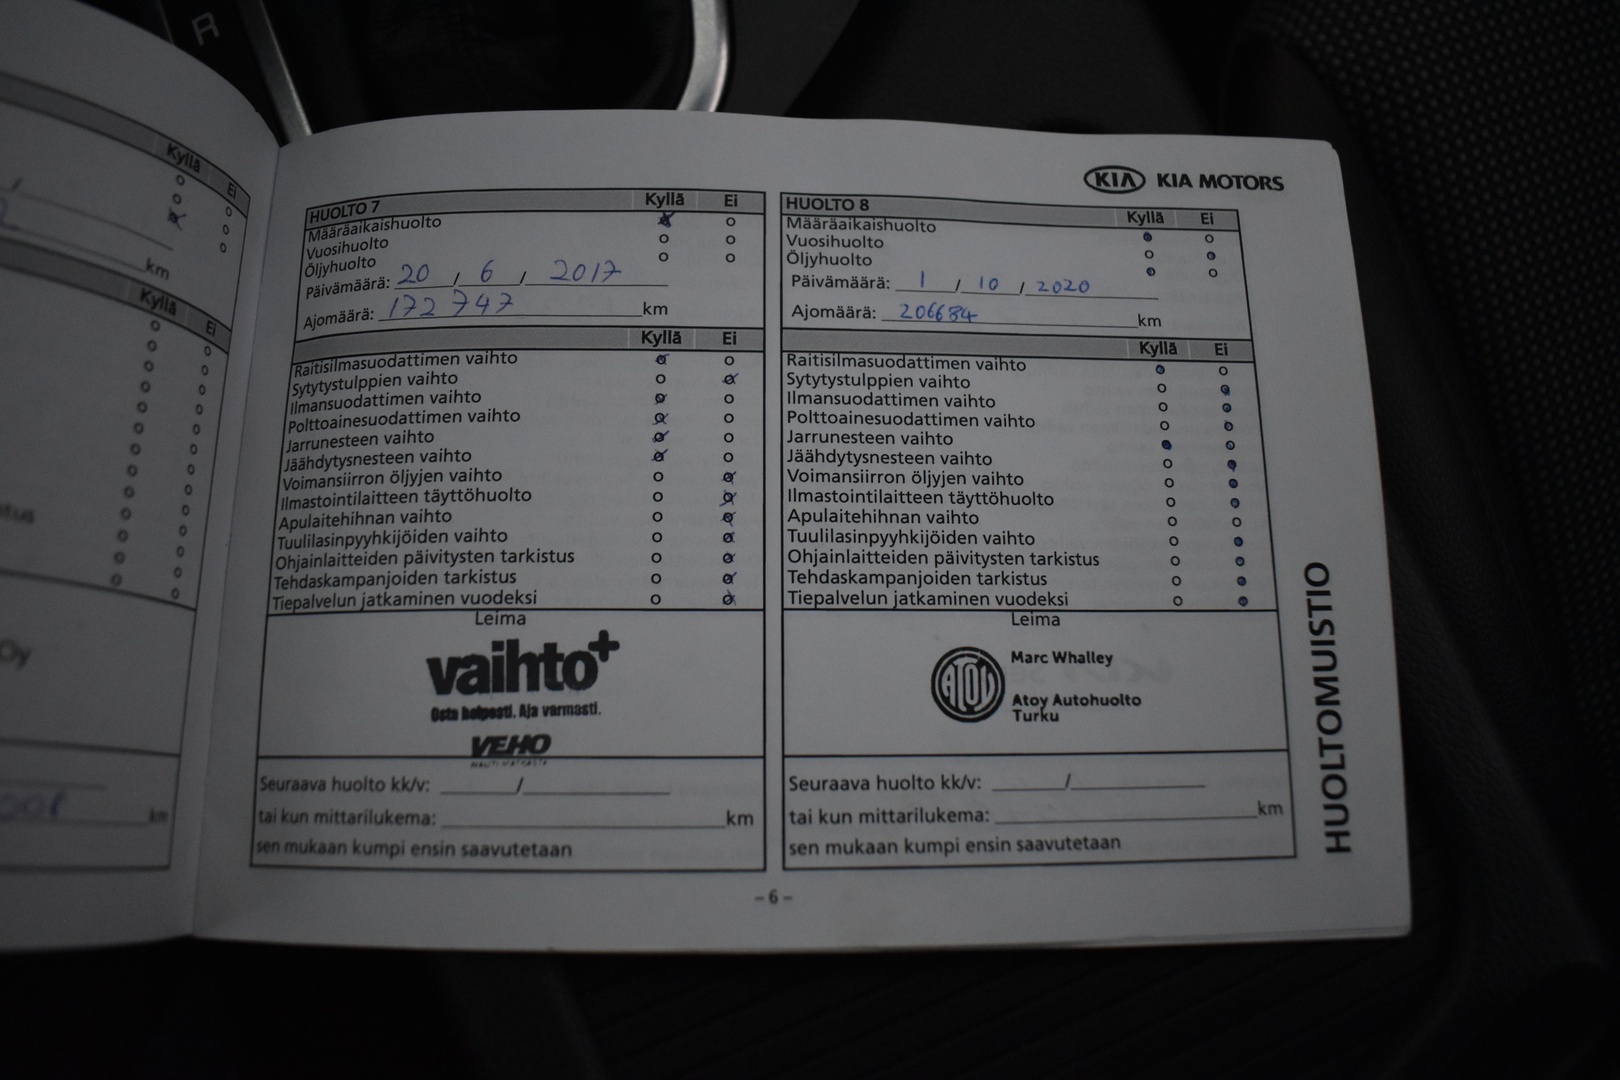 R
Kyllä Ei
km
Kyllä Ei
Oy
km
KIA KIA MOTORS
HUOLTO 7 Kyllä Ei
Määräaikaishuolto
Vuosihuolto
Öljyhuolto
Päivämäärä: 20 / 6 / 2017
Ajomäärä: 172 747 km
Kyllä Ei
Raitisilmasuodattimen vaihto
Sytytystulppien vaihto
Ilmansuodattimen vaihto
Polttoainesuodattimen vaihto
Jarrunesteen vaihto
Jäähdytysnesteen vaihto
Voimansiirron öljyjen vaihto
Ilmastointilaitteen täyttöhuolto
Apulaitehihnan vaihto
Tuulilasinpyyhkijöiden vaihto
Ohjainlaitteiden päivitysten tarkistus
Tehdaskampanjoiden tarkistus
Tiepalvelun jatkaminen vuodeksi
Leima
vaihto+
Osta helposti. Aja varmasti.
VEHO
Seuraava huolto kk/v: /
tai kun mittarilukema: km
sen mukaan kumpi ensin saavutetaan
HUOLTO 8 Kyllä Ei
Määräaikaishuolto
Vuosihuolto
Öljyhuolto
Päivämäärä: 1 / 10 / 2020
Ajomäärä: 206684 km
Kyllä Ei
Raitisilmasuodattimen vaihto
Sytytystulppien vaihto
Ilmansuodattimen vaihto
Polttoainesuodattimen vaihto
Jarrunesteen vaihto
Jäähdytysnesteen vaihto
Voimansiirron öljyjen vaihto
Ilmastointilaitteen täyttöhuolto
Apulaitehihnan vaihto
Tuulilasinpyyhkijöiden vaihto
Ohjainlaitteiden päivitysten tarkistus
Tehdaskampanjoiden tarkistus
Tiepalvelun jatkaminen vuodeksi
Leima
ATOY Marc Whalley
Atoy Autohuolto
Turku
Seuraava huolto kk/v: /
tai kun mittarilukema: km
sen mukaan kumpi ensin saavutetaan
HUOLTOMUISTIO
– 6 –